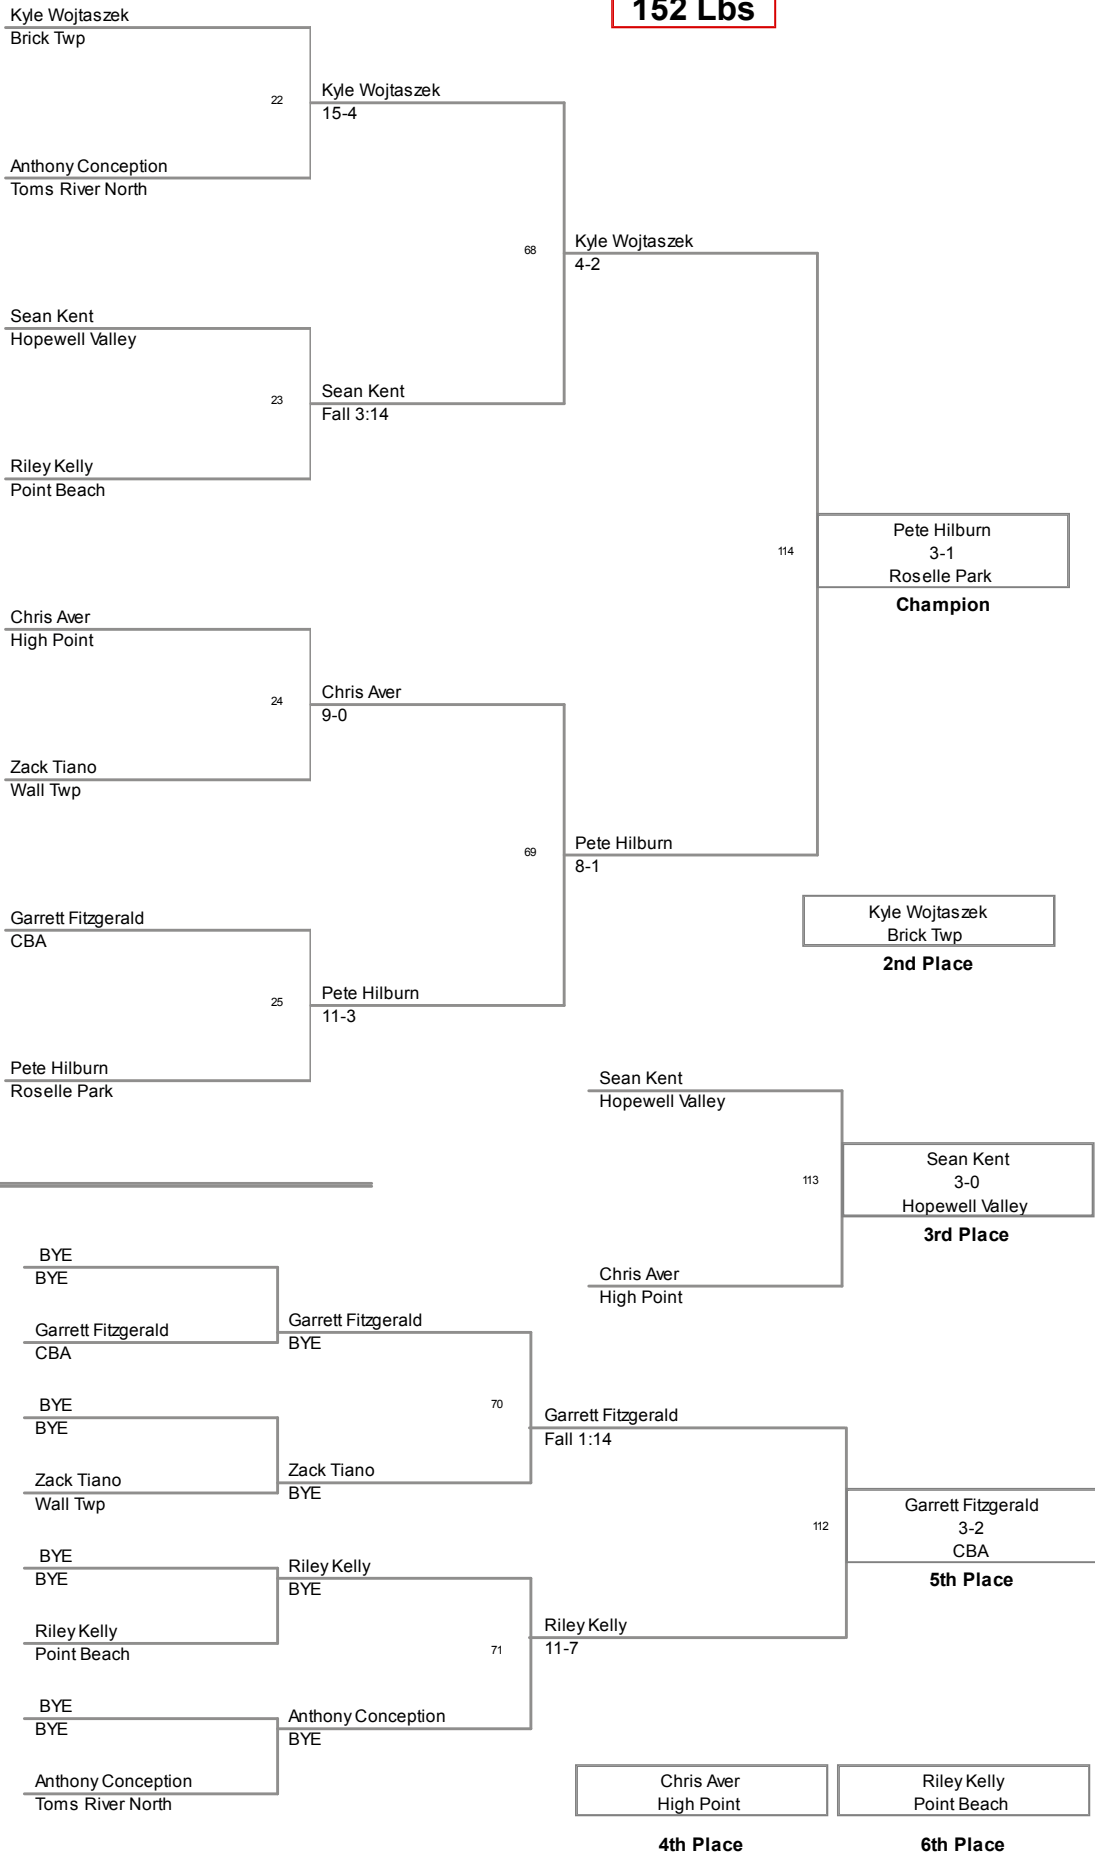 152 Lbs
Kyle Wojtaszek
Brick Twp
22
Kyle Wojtaszek
15-4
Anthony Conception
Toms River North
68
Kyle Wojtaszek
4-2
Sean Kent
Hopewell Valley
23
Sean Kent
Fall 3:14
Riley Kelly
Point Beach
114
Pete Hilburn
3-1
Roselle Park
Champion
Chris Aver
High Point
24
Chris Aver
9-0
Zack Tiano
Wall Twp
69
Pete Hilburn
8-1
Garrett Fitzgerald
CBA
25
Pete Hilburn
11-3
Pete Hilburn
Roselle Park
Kyle Wojtaszek
Brick Twp
2nd Place
Sean Kent
Hopewell Valley
113
Sean Kent
3-0
Hopewell Valley
3rd Place
Chris Aver
High Point
BYE
BYE
Garrett Fitzgerald
CBA
Garrett Fitzgerald
BYE
70
Garrett Fitzgerald
Fall 1:14
BYE
BYE
Zack Tiano
Wall Twp
Zack Tiano
BYE
112
Garrett Fitzgerald
3-2
CBA
5th Place
BYE
BYE
Riley Kelly
Point Beach
Riley Kelly
BYE
71
Riley Kelly
11-7
BYE
BYE
Anthony Conception
Toms River North
Anthony Conception
BYE
Chris Aver
High Point
4th Place
Riley Kelly
Point Beach
6th Place